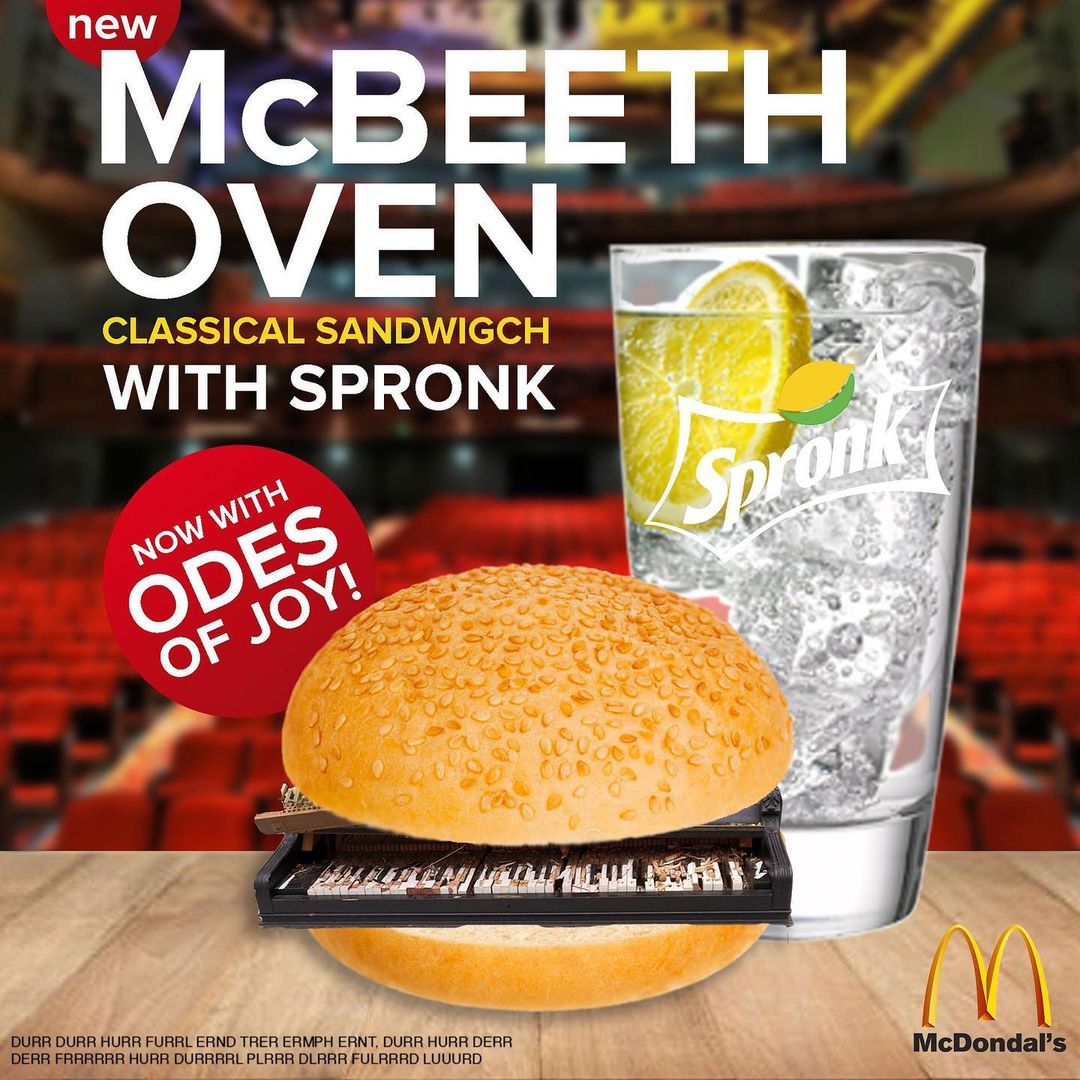 new
McBEETH
OVEN
CLASSICAL SANDWIGCH
WITH SPRONK
Spronk
NOW WITH
ODES
OF JOY!
McDondal's
DURR DURR HURR FURRL ERND TRER ERMPH ERNT, DURR HURR DERR
DERR FRRRRRR HURR DURRRRL PLRRR DLRRR FULRRRD LUUURD